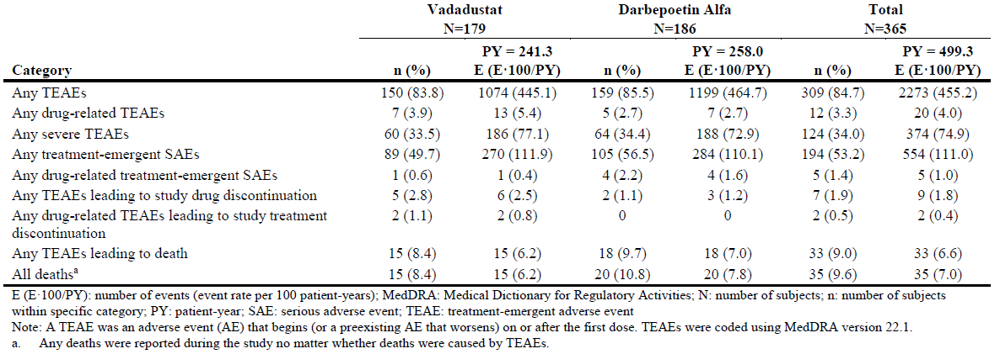 Vadadustat Darbepoetin Alfa Total
N=179 N=186 N=365
PY = 241.3 PY = 258.0 PY = 499.3
Category n (%) E (E·100/PY) n (%) E (E·100/PY) n (%) E (E·100/PY)
Any TEAEs 150 (83.8) 1074 (445.1) 159 (85.5) 1199 (464.7) 309 (84.7) 2273 (455.2)
Any drug-related TEAEs 7 (3.9) 13 (5.4) 5 (2.7) 7 (2.7) 12 (3.3) 20 (4.0)
Any severe TEAEs 60 (33.5) 186 (77.1) 64 (34.4) 188 (72.9) 124 (34.0) 374 (74.9)
Any treatment-emergent SAEs 89 (49.7) 270 (111.9) 105 (56.5) 284 (110.1) 194 (53.2) 554 (111.0)
Any drug-related treatment-emergent SAEs 1 (0.6) 1 (0.4) 4 (2.2) 4 (1.6) 5 (1.4) 5 (1.0)
Any TEAEs leading to study drug discontinuation 5 (2.8) 6 (2.5) 2 (1.1) 3 (1.2) 7 (1.9) 9 (1.8)
Any drug-related TEAEs leading to study treatment 2 (1.1) 2 (0.8) 0 0 2 (0.5) 2 (0.4)
discontinuation
Any TEAEs leading to death 15 (8.4) 15 (6.2) 18 (9.7) 18 (7.0) 33 (9.0) 33 (6.6)
All deathsa 15 (8.4) 15 (6.2) 20 (10.8) 20 (7.8) 35 (9.6) 35 (7.0)
E (E·100/PY): number of events (event rate per 100 patient-years); MedDRA: Medical Dictionary for Regulatory Activities; N: number of subjects; n: number of subjects
within specific category; PY: patient-year; SAE: serious adverse event; TEAE: treatment-emergent adverse event
Note: A TEAE was an adverse event (AE) that begins (or a preexisting AE that worsens) on or after the first dose. TEAEs were coded using MedDRA version 22.1.
a. Any deaths were reported during the study no matter whether deaths were caused by TEAEs.